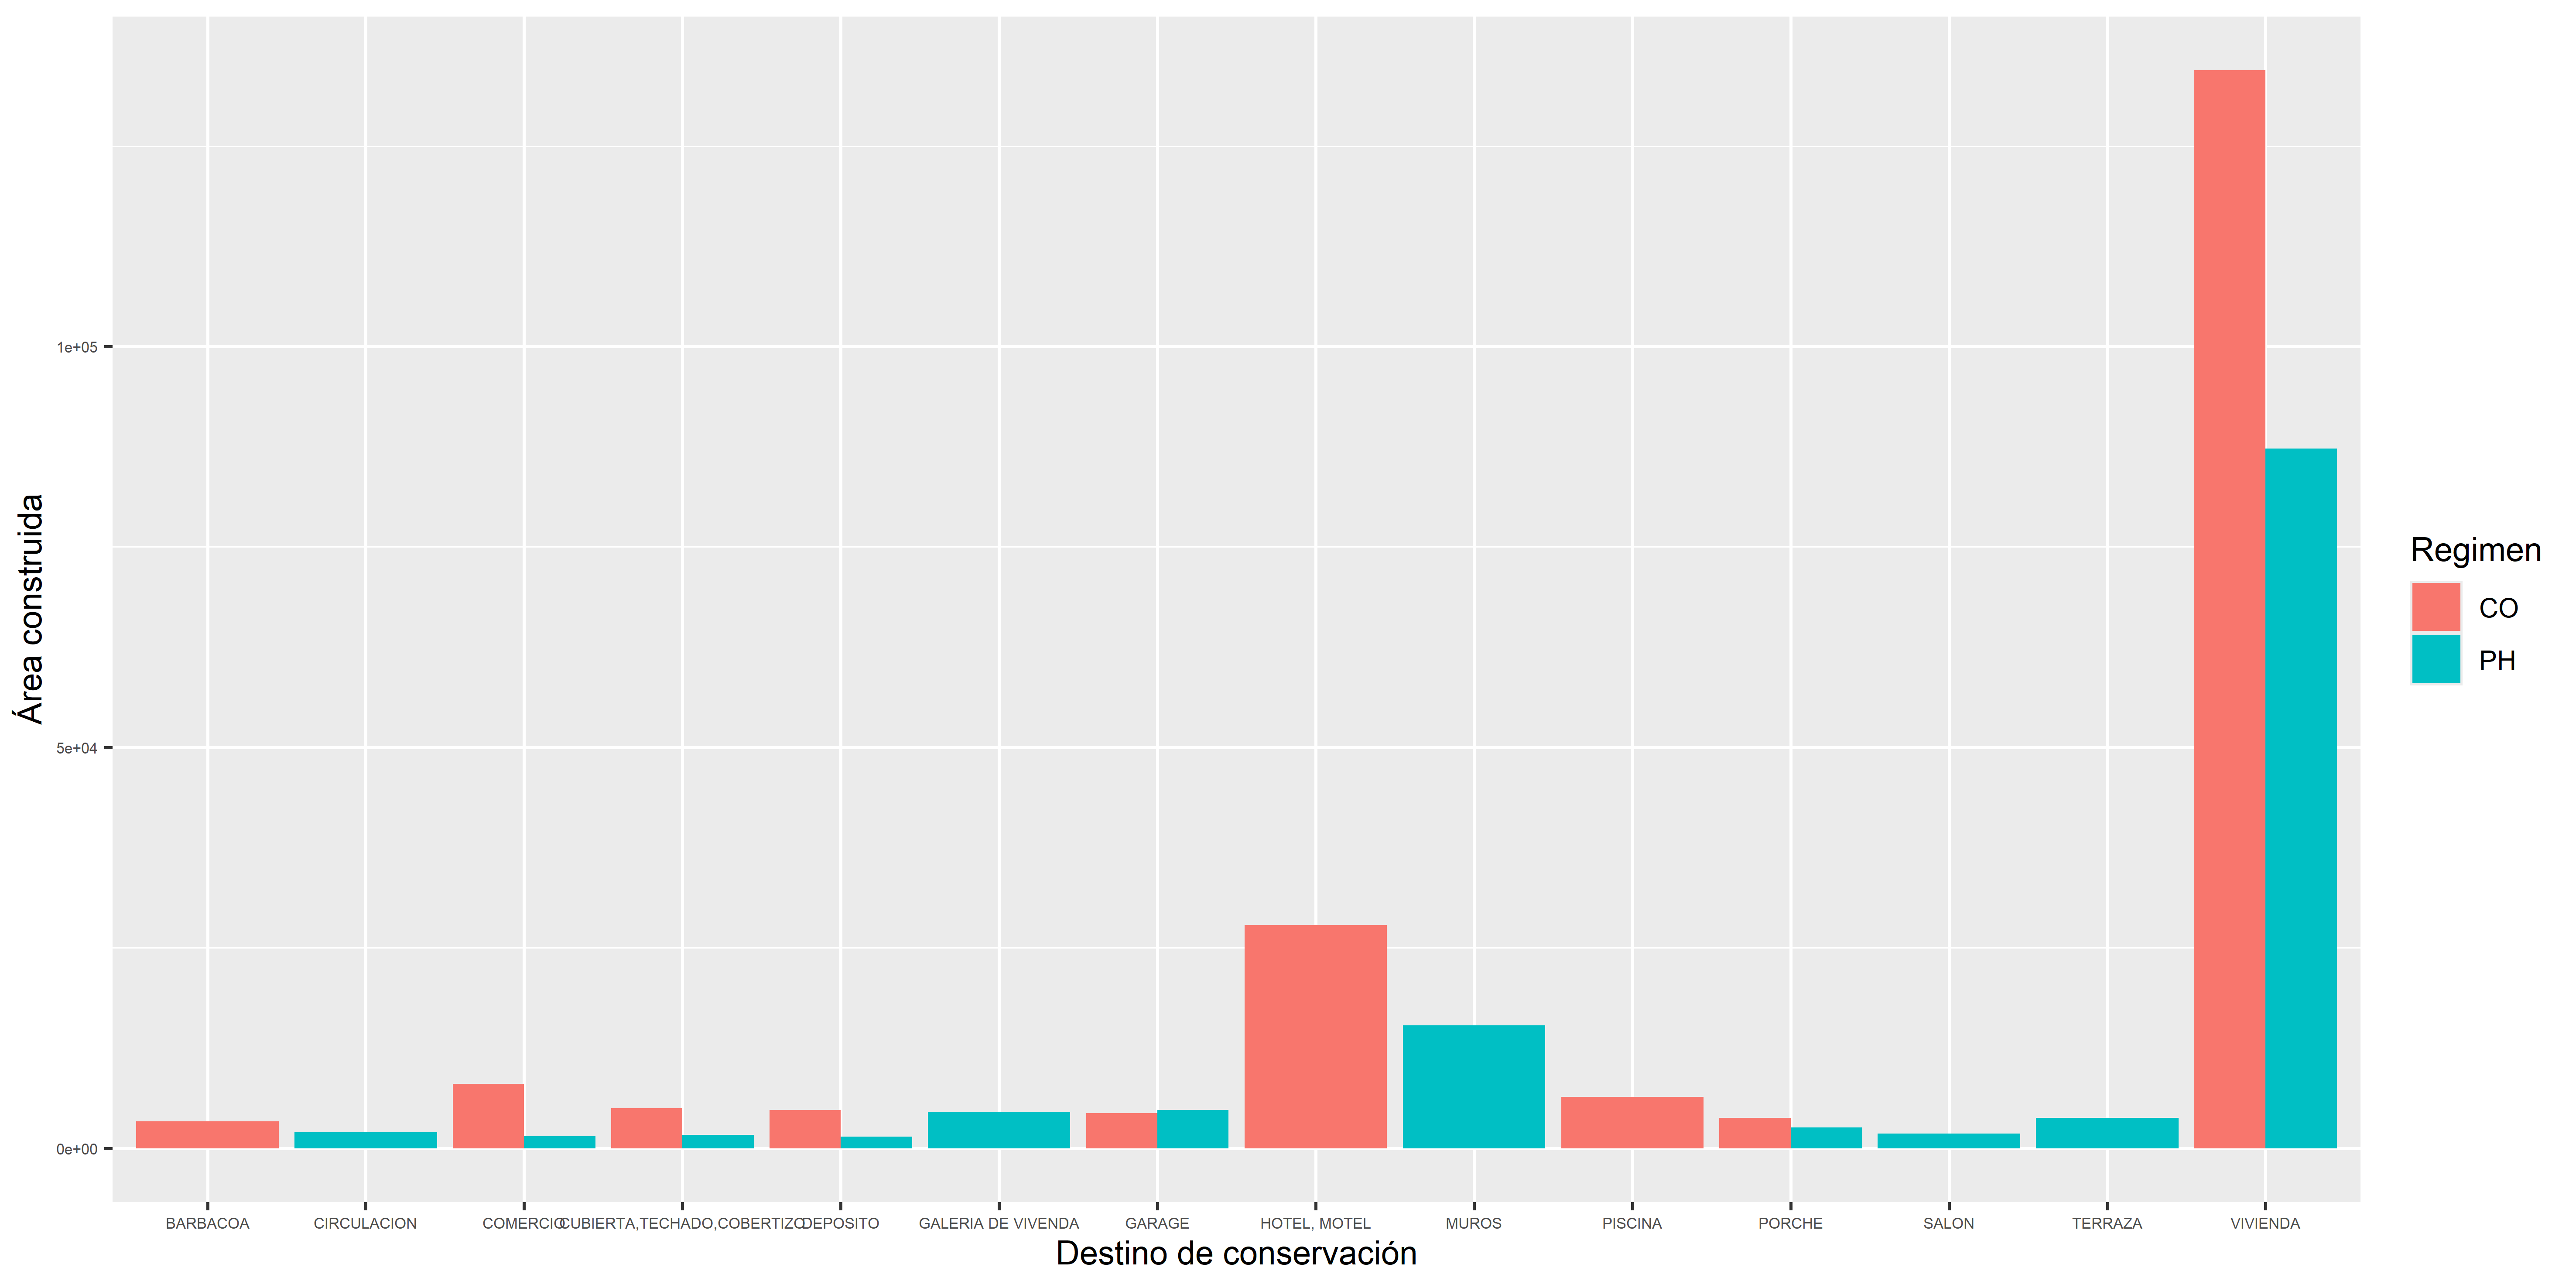 Área construida
1e+05
5e+04
0e+00
BARBACOA
CIRCULACION
COMERCIO
CUBIERTA,TECHADO,COBERTIZO
DEPOSITO
GALERIA DE VIVENDA
GARAGE
HOTEL, MOTEL
MUROS
PISCINA
PORCHE
SALON
TERRAZA
VIVIENDA
Destino de conservación
Regimen
CO
PH